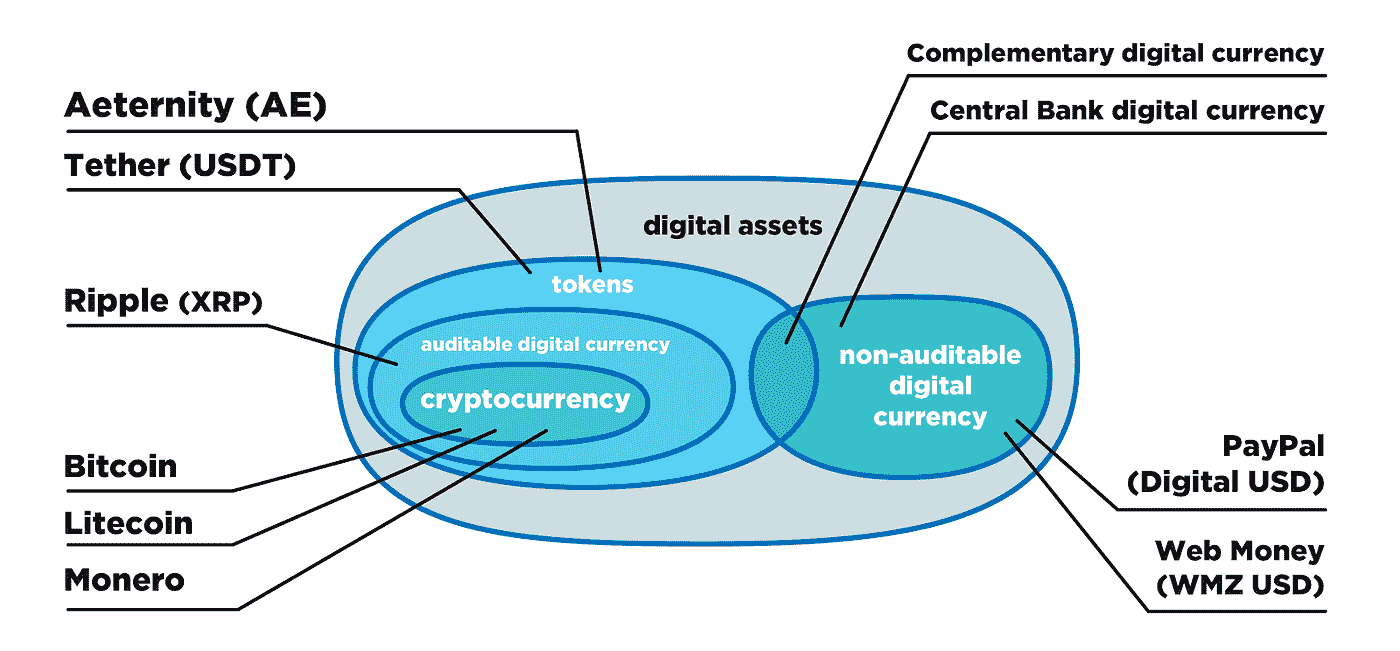 Complementary digital currency
Aeternity (AE)
Central Bank digital currency
Tether (USDT)
digital assets
tokens
Ripple (XRP)
auditable digital currency
non-auditable
digital
currency
cryptocurrency
Bitcoin
PayPal
(Digital USD)
Litecoin
Web Money
(WMZ USD)
Monero